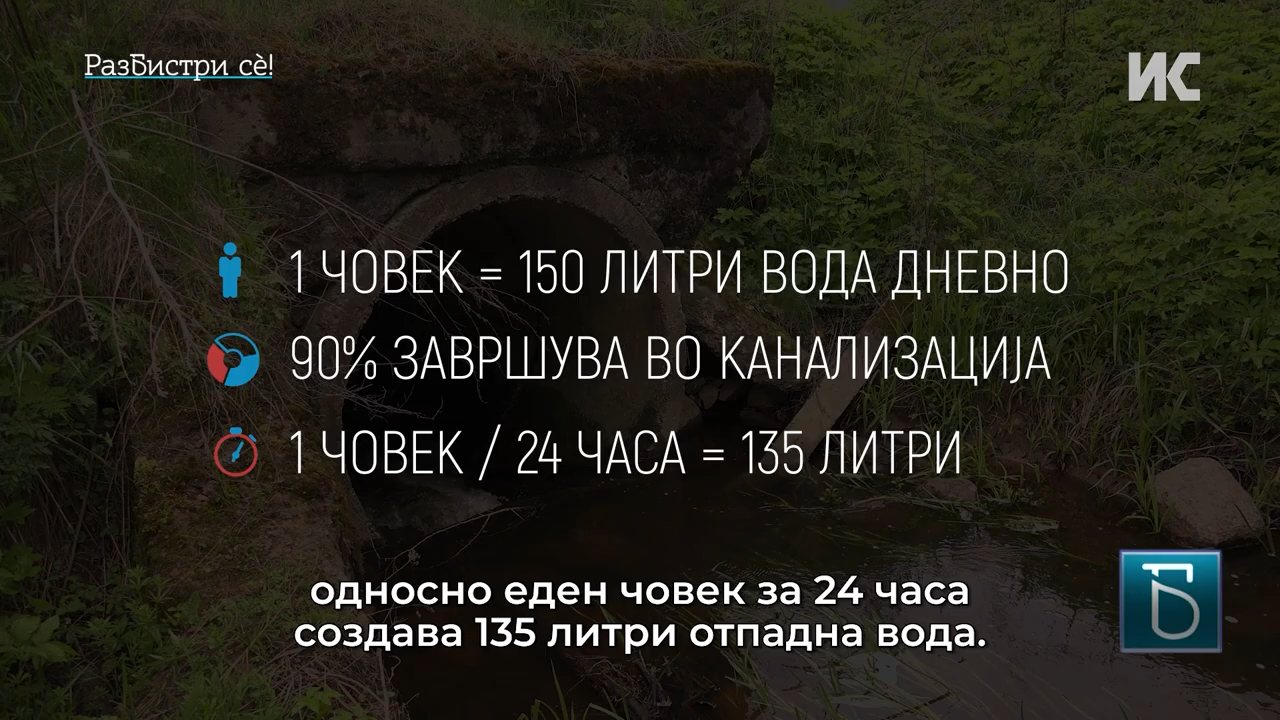 РазБистри сѐ!
ИС
1 ЧОВЕК = 150 ЛИТРИ ВОДА ДНЕВНО
90% ЗАВРШУВА ВО КАНАЛИЗАЦИЈА
1 ЧОВЕК / 24 ЧАСА = 135 ЛИТРИ
односно еден човек за 24 часа
создава 135 литри отпадна вода.
Б